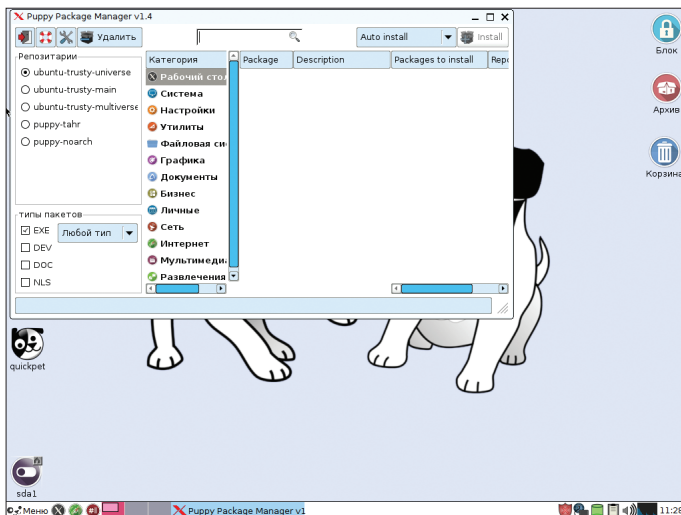 Puppy Package Manager v1.4
Удалить
Auto install
Install
Репозитарии
ubuntu-trusty-universe
ubuntu-trusty-main
ubuntu-trusty-multiverse
puppy-tahr
puppy-noarch
типы пакетов
EXE
Любой тип
DEV
DOC
NLS
Категория
Рабочий сто
Система
Настройки
Утилиты
Файловая си
Графика
Документы
Бизнес
Личные
Сеть
Интернет
Мультимеди
Развлечения
Package
Description
Packages to install
Repo
Блок
Архив
Корзина
quickpet
sda1
Меню
Puppy Package Manager v1
11:28